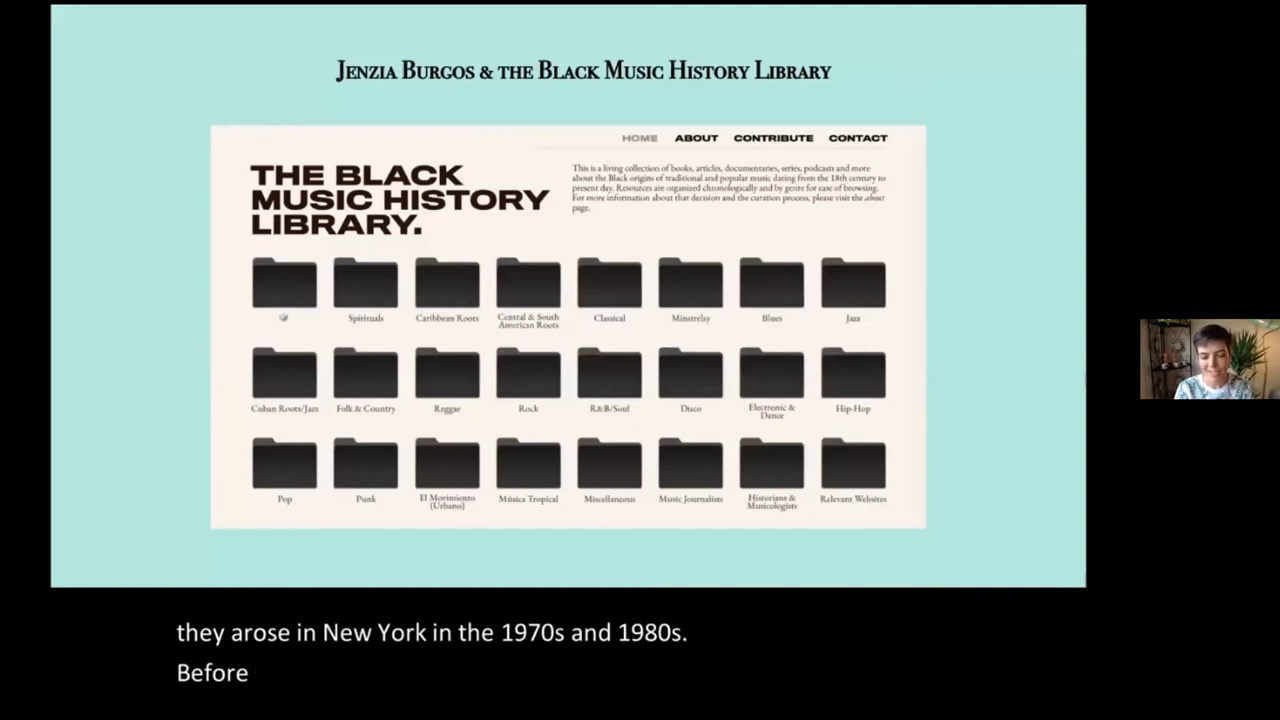 Jenzia Burgos & the Black Music History Library
HOME ABOUT CONTRIBUTE CONTACT
THE BLACK
MUSIC HISTORY
LIBRARY.
This is a living collection of books, articles, documentaries, series, podcasts and more
about the Black origins of traditional and popular music dating from the 18th century to
present day. Resources are organized chronologically and by genre for ease of browsing.
For more information about that decision and the curation process, please visit the about
page.
Spirituals
Caribbean Roots
Central & South
American Roots
Classical
Minstrelsy
Blues
Jazz
Cuban Roots/Jazz
Folk & Country
Reggae
Rock
R&B/Soul
Disco
Electronic &
Dance
Hip-Hop
Pop
Punk
El Movimiento
(Urbano)
Música Tropical
Miscellaneous
Music Journalists
Historians &
Musicologists
Relevant Websites
they arose in New York in the 1970s and 1980s.
Before